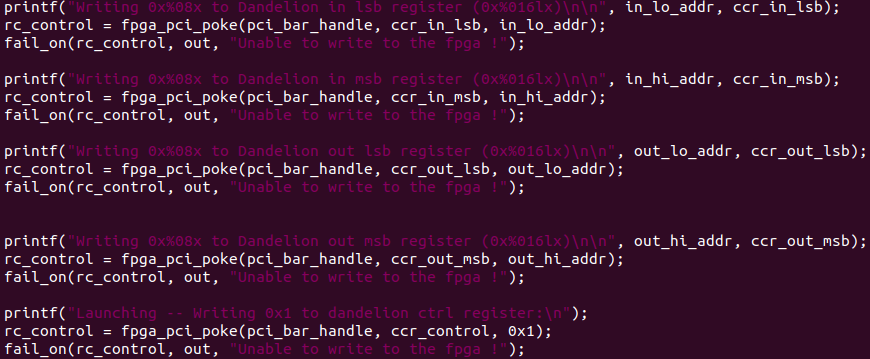 printf("Writing 0x%08x to Dandelion in lsb register (0x%016lx)\n\n", in_lo_addr, ccr_in_lsb);
rc_control = fpga_pci_poke(pci_bar_handle, ccr_in_lsb, in_lo_addr);
fail_on(rc_control, out, "Unable to write to the fpga !");
printf("Writing 0x%08x to Dandelion in msb register (0x%016lx)\n\n", in_hi_addr, ccr_in_msb);
rc_control = fpga_pci_poke(pci_bar_handle, ccr_in_msb, in_hi_addr);
fail_on(rc_control, out, "Unable to write to the fpga !");
printf("Writing 0x%08x to Dandelion out lsb register (0x%016lx)\n\n", out_lo_addr, ccr_out_lsb);
rc_control = fpga_pci_poke(pci_bar_handle, ccr_out_lsb, out_lo_addr);
fail_on(rc_control, out, "Unable to write to the fpga !");
printf("Writing 0x%08x to Dandelion out msb register (0x%016lx)\n\n", out_hi_addr, ccr_out_msb);
rc_control = fpga_pci_poke(pci_bar_handle, ccr_out_msb, out_hi_addr);
fail_on(rc_control, out, "Unable to write to the fpga !");
printf("Launching -- Writing 0x1 to dandelion ctrl register:\n");
rc_control = fpga_pci_poke(pci_bar_handle, ccr_control, 0x1);
fail_on(rc_control, out, "Unable to write to the fpga !");